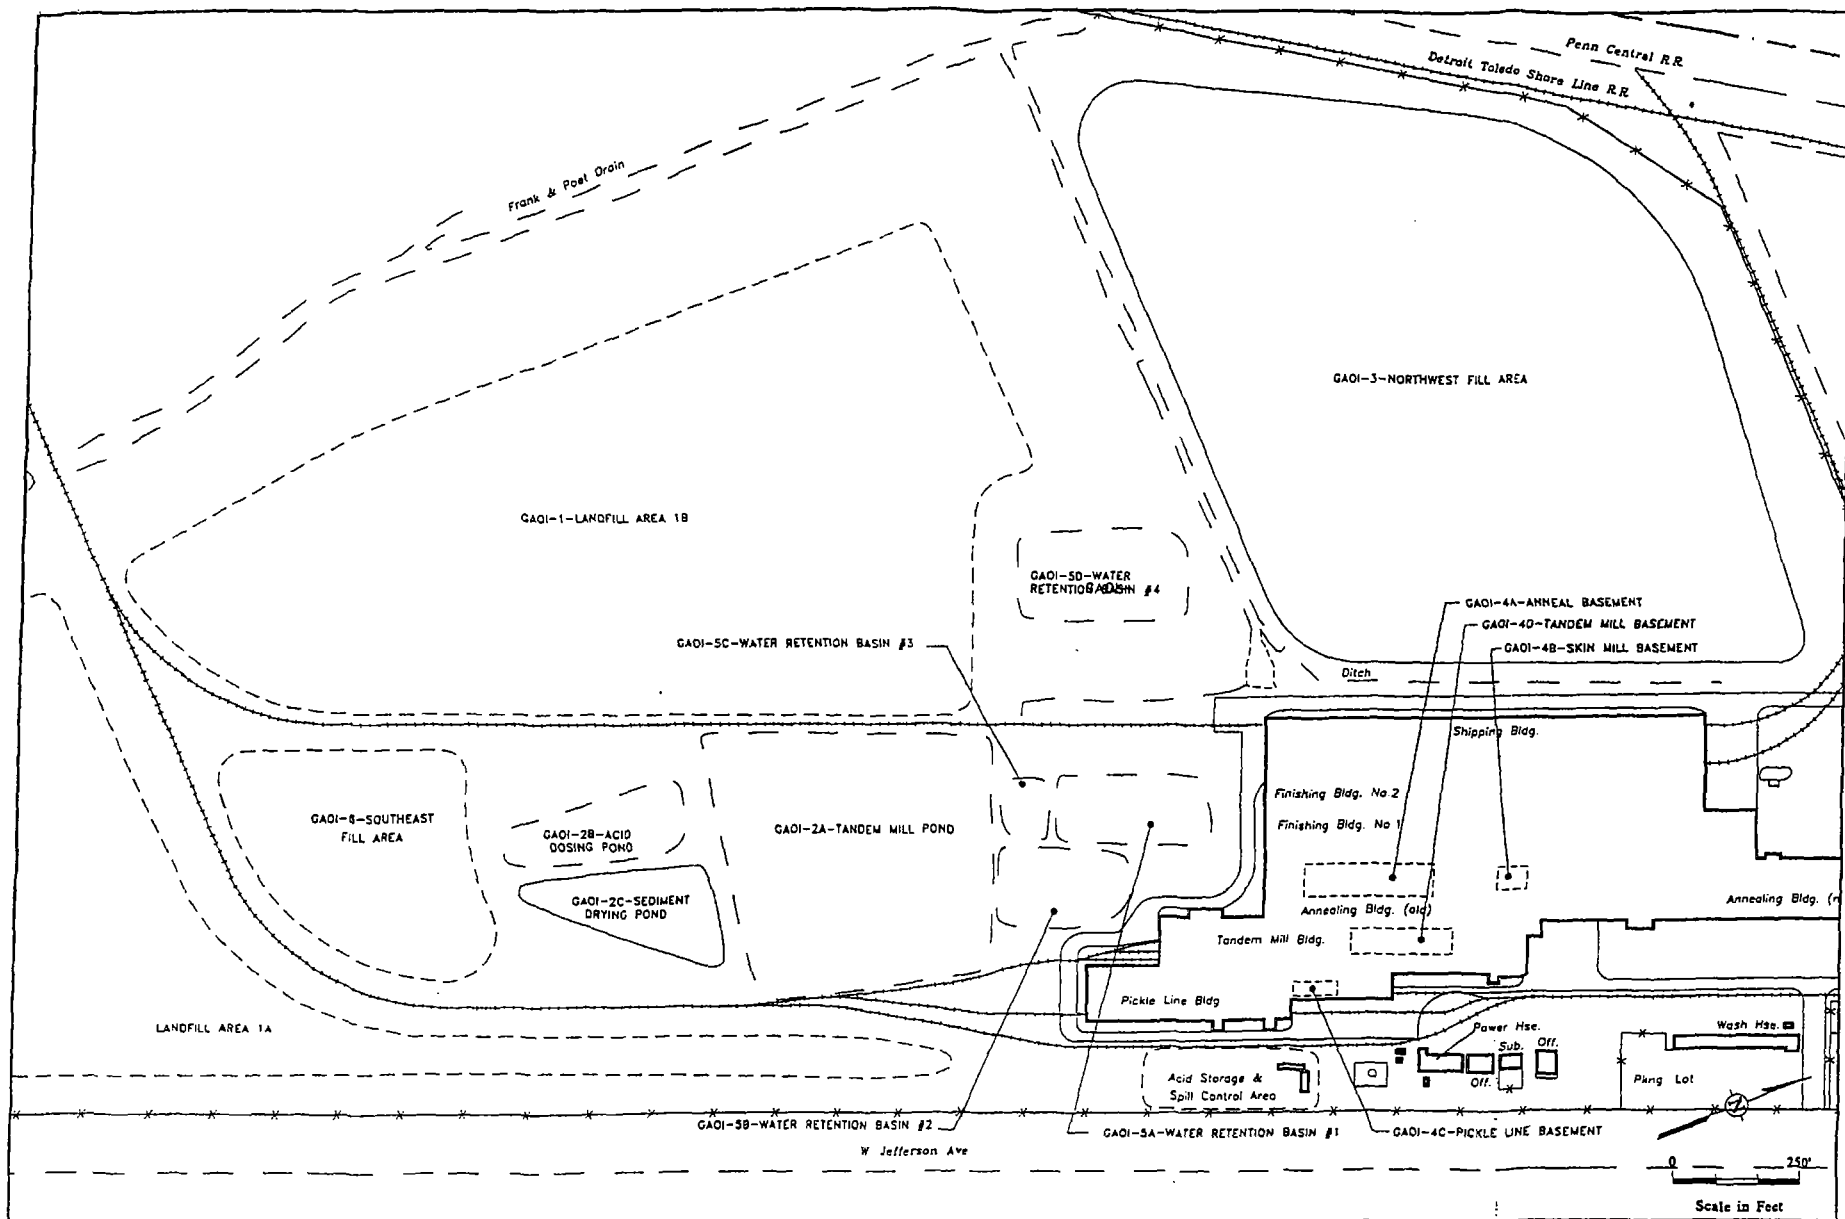 Penn Central R R
Detroit Toledo Shore Line R R
Frank & Poet Drain
GAOI-3-NORTHWEST FILL AREA
GAOI-1-LANDFILL AREA 1B
GAOI-5D-WATER
RETENTION BASIN #4
GAOI-4A-ANNEAL BASEMENT
GAOI-4D-TANDEM MILL BASEMENT
GAOI-5C-WATER RETENTION BASIN #3
GAOI-4B-SKIN MILL BASEMENT
Ditch
Shipping Bldg.
Finishing Bldg. No.2
Finishing Bldg. No 1
GAOI-6-SOUTHEAST
FILL AREA
GAOI-2B-ACID
DOSING POND
GAOI-2A-TANDEM MILL POND
GAOI-2C-SEDIMENT
DRYING POND
Annealing Bldg. (old)
Annealing Bldg. (n
Tandem Mill Bldg.
Pickle Line Bldg
LANDFILL AREA 1A
Power Hse.
Wash Hse.
Sub.
Off.
Off.
Pkng Lot
Acid Storage &
Spill Control Area
N
GAOI-5B-WATER RETENTION BASIN #2
GAOI-5A-WATER RETENTION BASIN #1
GAOI-4C-PICKLE LINE BASEMENT
W Jefferson Ave
0 250'
Scale in Feet